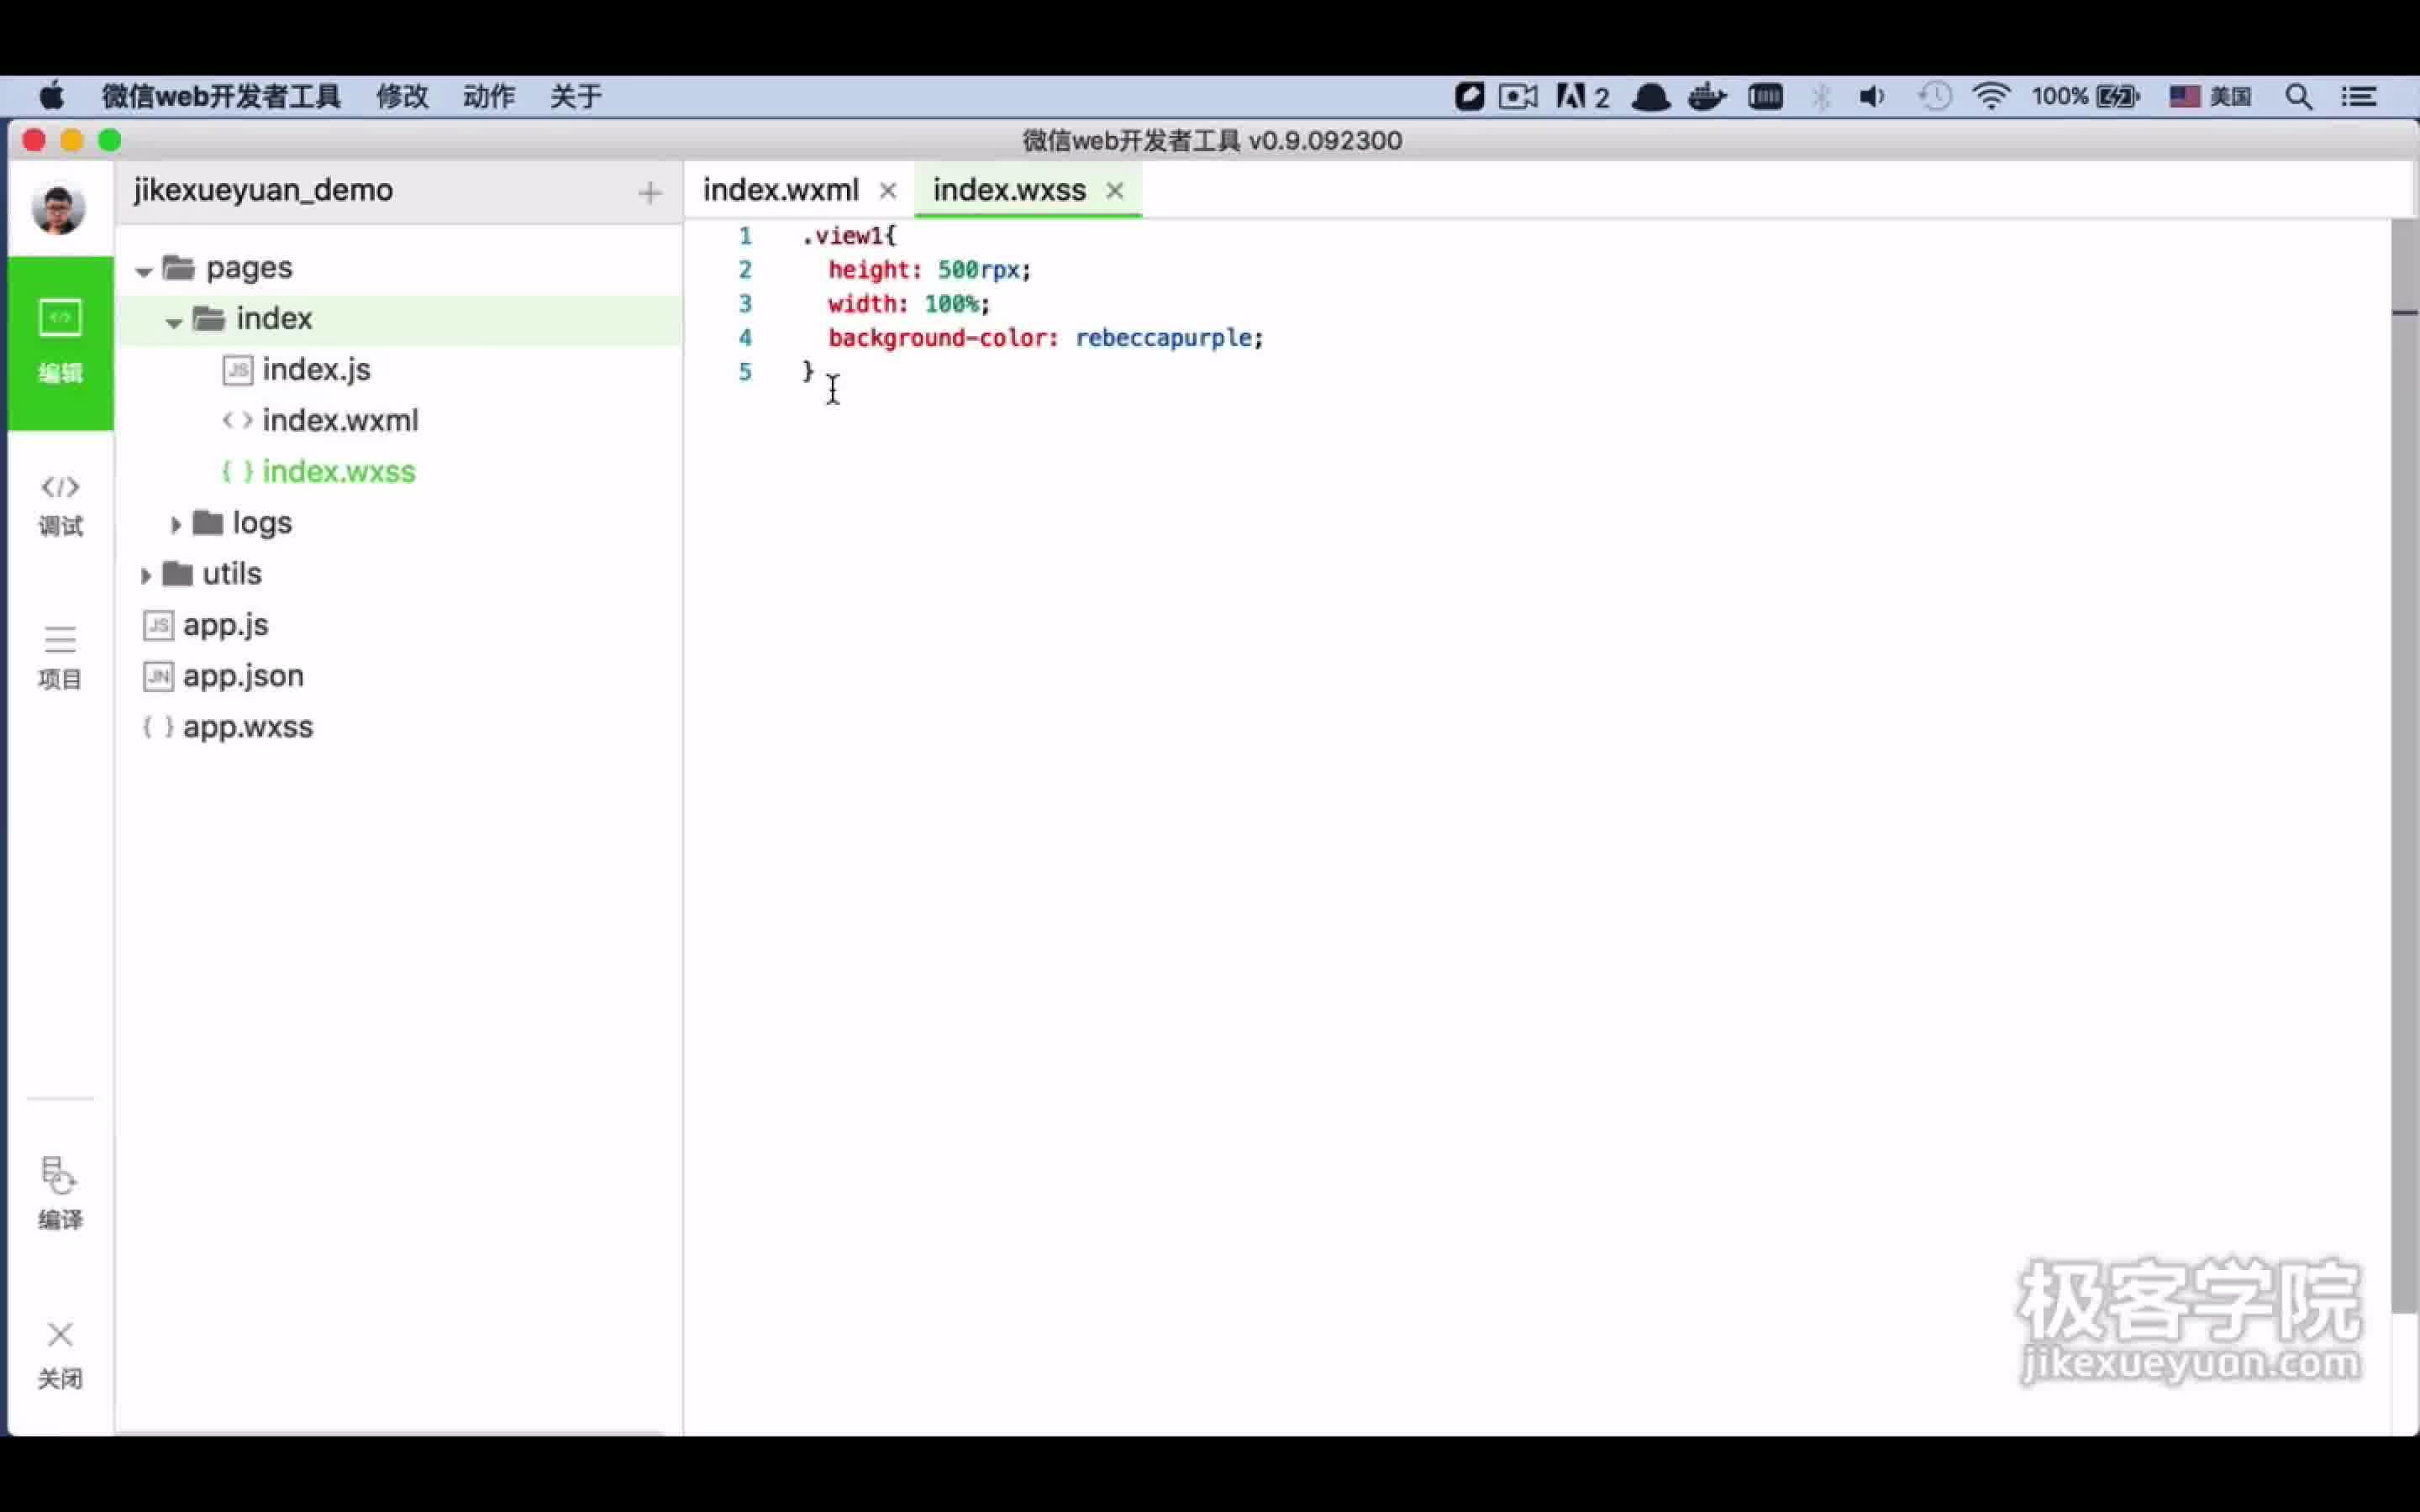 微信web开发者工具 修改 动作 关于 2 100% 美国
微信web开发者工具 v0.9.092300
jikexueyuan_demo +
index.wxml × index.wxss ×
编辑
调试
项目
编译
关闭
pages
index
JS index.js
< > index.wxml
{ } index.wxss
logs
utils
JS app.js
JN app.json
{ } app.wxss
1 .view1{
2 height: 500rpx;
3 width: 100%;
4 background-color: rebeccapurple;
5 }
极客学院
jikexueyuan.com